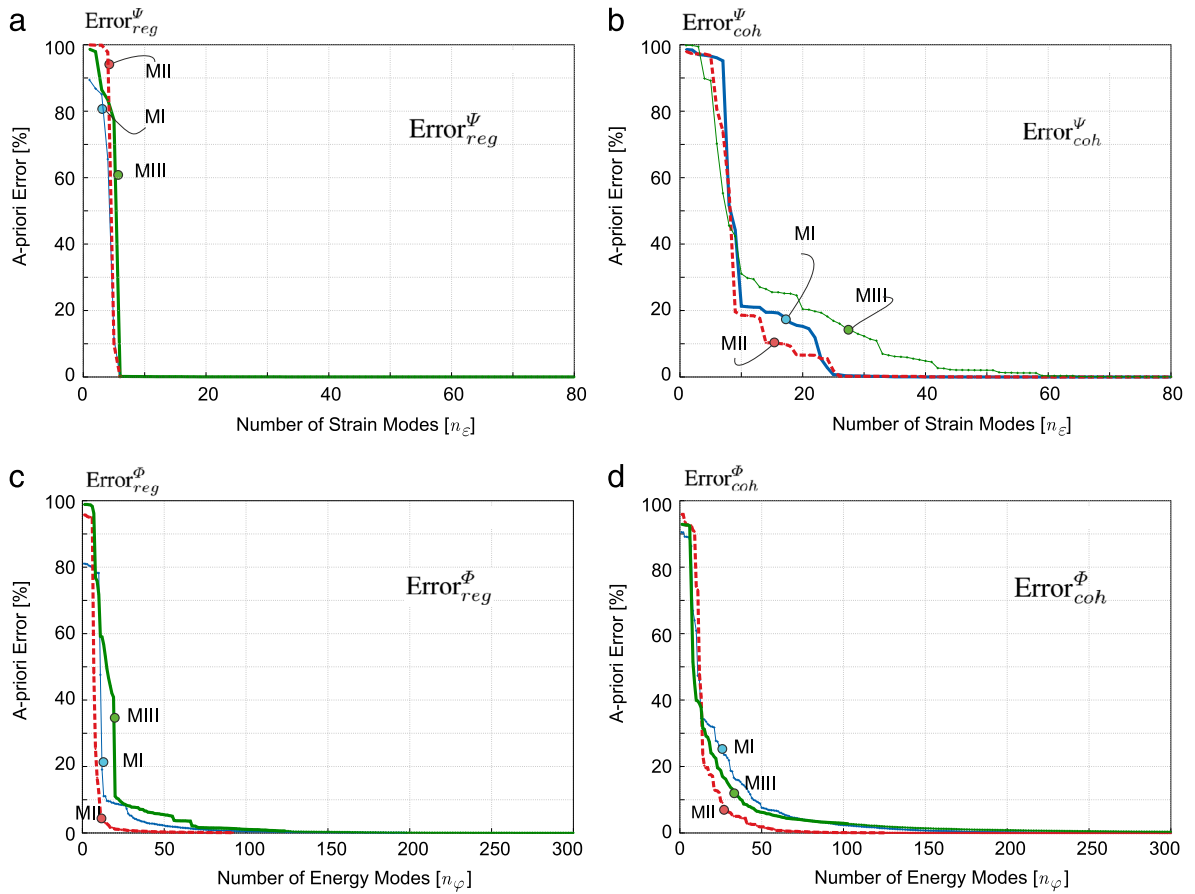 a
Error^Ψ_reg
100
80
60
40
20
0
0
20
40
60
80
A-priori Error [%]
Number of Strain Modes [n_ε]
MII
MI
MIII
Error^Ψ_reg
b
Error^Ψ_coh
100
80
60
40
20
0
0
20
40
60
80
A-priori Error [%]
Number of Strain Modes [n_ε]
MI
MIII
MII
Error^Ψ_coh
c
Error^Φ_reg
100
80
60
40
20
0
0
50
100
150
200
250
300
A-priori Error [%]
Number of Energy Modes [n_φ]
MIII
MI
MII
Error^Φ_reg
d
Error^Φ_coh
100
80
60
40
20
0
0
50
100
150
200
250
300
A-priori Error [%]
Number of Energy Modes [n_φ]
MI
MIII
MII
Error^Φ_coh